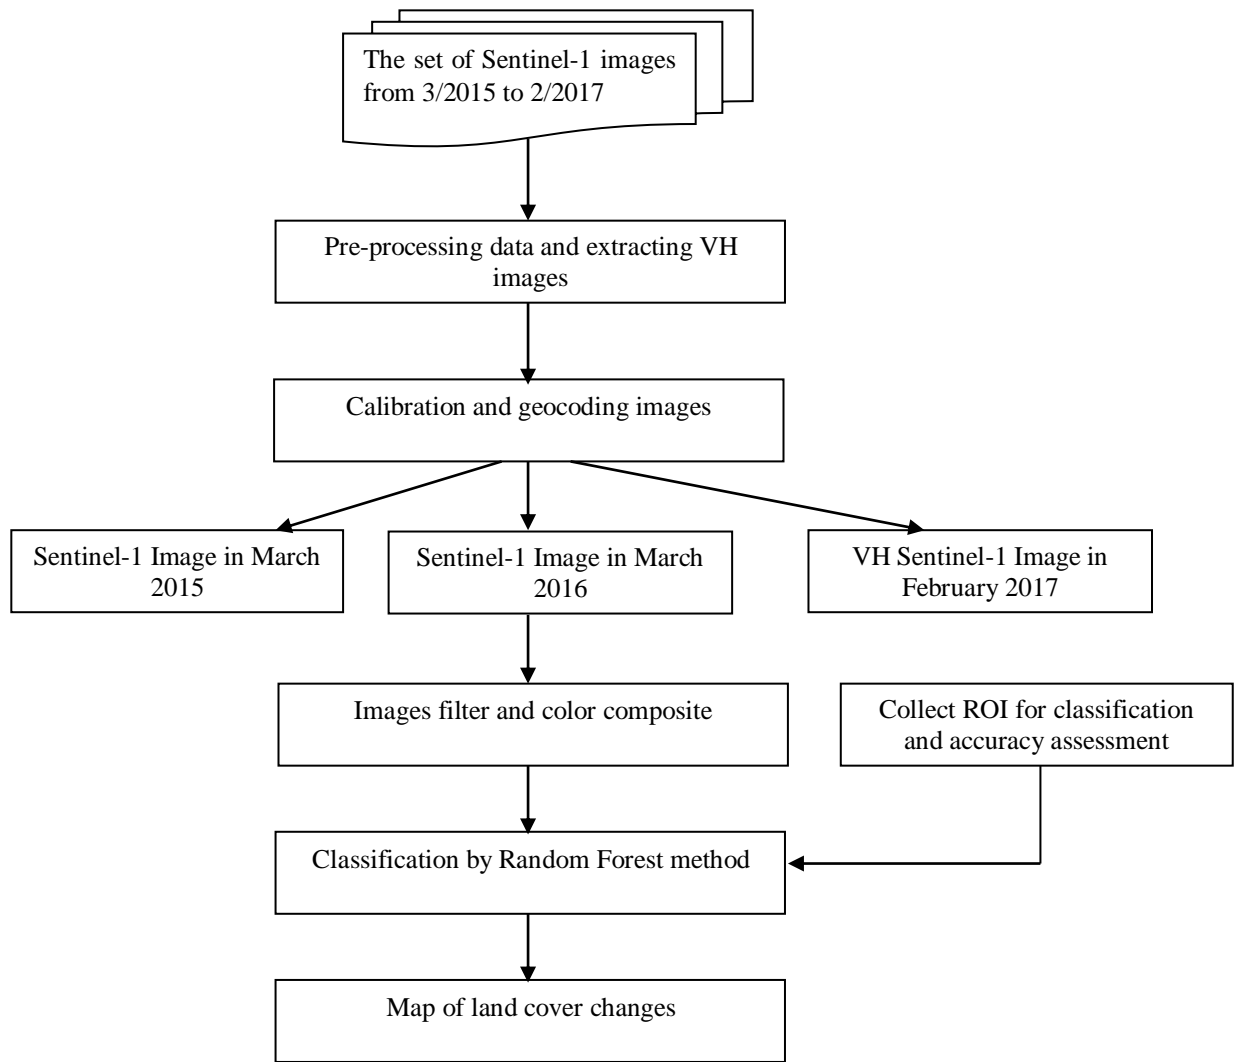 The set of Sentinel-1 images
from 3/2015 to 2/2017
Pre-processing data and extracting VH
images
Calibration and geocoding images
Sentinel-1 Image in March
2015
Sentinel-1 Image in March
2016
VH Sentinel-1 Image in
February 2017
Images filter and color composite
Collect ROI for classification
and accuracy assessment
Classification by Random Forest method
Map of land cover changes